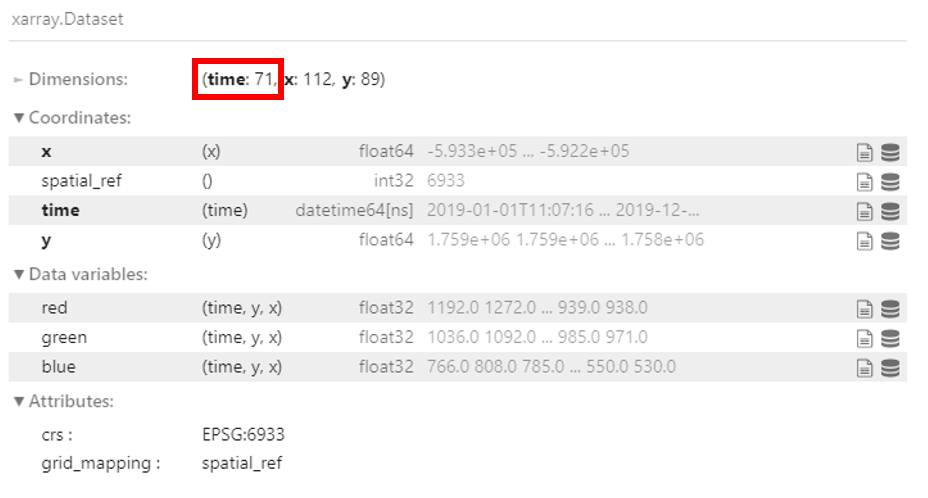 xarray.Dataset
► Dimensions: (time: 71, x: 112, y: 89)
▼ Coordinates:
x (x) float64 -5.933e+05 ... -5.922e+05
spatial_ref () int32 6933
time (time) datetime64[ns] 2019-01-01T11:07:16 ... 2019-12-...
y (y) float64 1.759e+06 1.759e+06 ... 1.758e+06
▼ Data variables:
red (time, y, x) float32 1192.0 1272.0 ... 939.0 938.0
green (time, y, x) float32 1036.0 1092.0 ... 985.0 971.0
blue (time, y, x) float32 766.0 808.0 785.0 ... 550.0 530.0
▼ Attributes:
crs : EPSG:6933
grid_mapping : spatial_ref